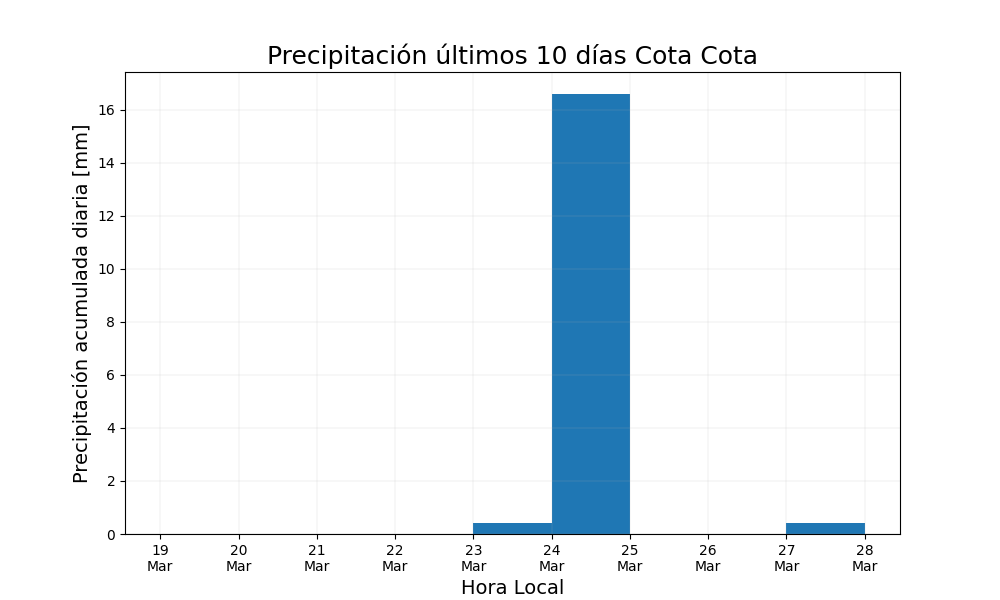 Precipitación últimos 10 días Cota Cota
Precipitación acumulada diaria [mm]
16
14
12
10
8
6
4
2
0
19 20 21 22 23 24 25 26 27 28
Mar Mar Mar Mar Mar Mar Mar Mar Mar Mar
Hora Local